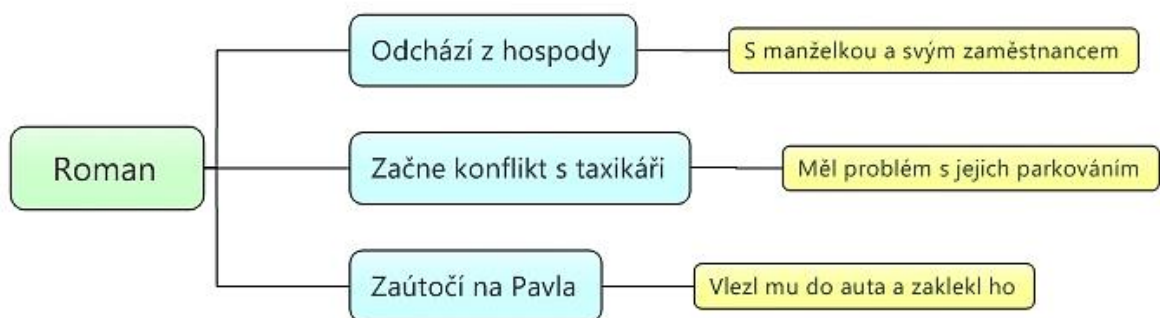 Roman
Odchází z hospody
S manželkou a svým zaměstnancem
Začne konflikt s taxikáři
Měl problém s jejich parkováním
Zaútočí na Pavla
Vlezl mu do auta a zaklekl ho